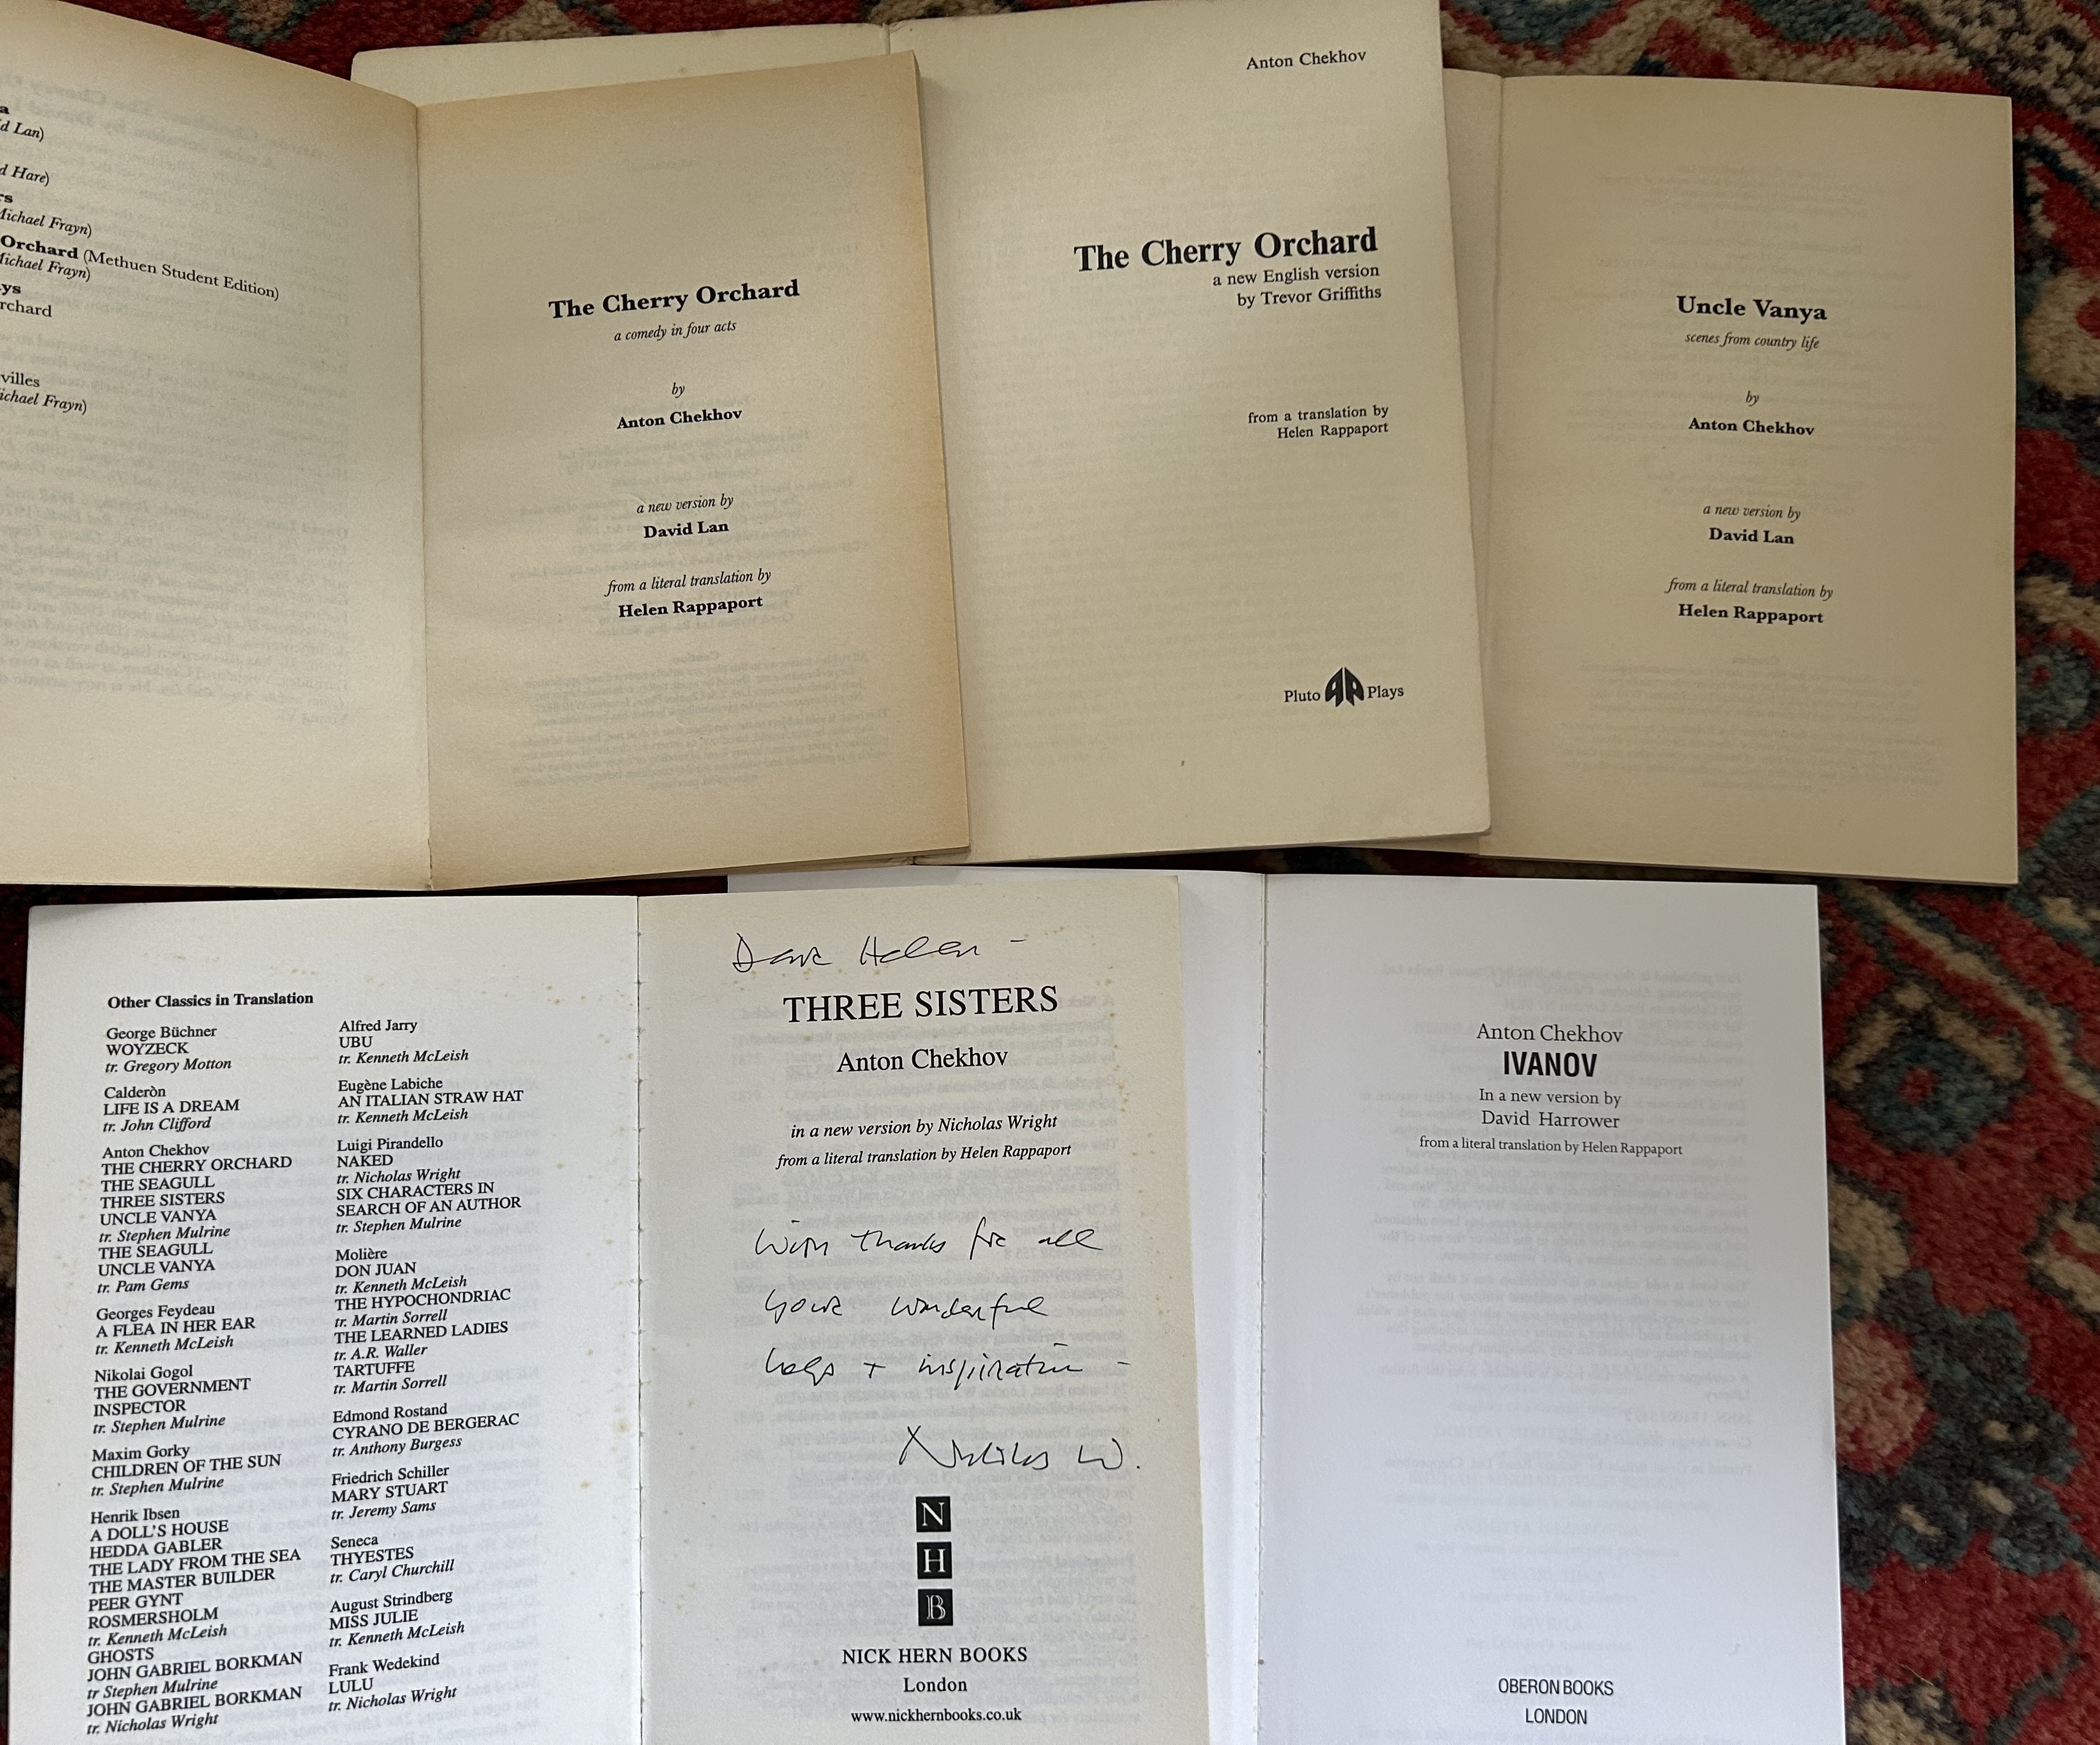 d Lan)
d Hare)
Michael Frayn)
Orchard (Methuen Student Edition)
Michael Frayn)
ys
rchard
villes
ichael Frayn)
The Cherry Orchard
a comedy in four acts
by
Anton Chekhov
a new version by
David Lan
from a literal translation by
Helen Rappaport
Anton Chekhov
The Cherry Orchard
a new English version
by Trevor Griffiths
from a translation by
Helen Rappaport
Pluto Plays
Uncle Vanya
scenes from country life
by
Anton Chekhov
a new version by
David Lan
from a literal translation by
Helen Rappaport
Other Classics in Translation
George Büchner
WOYZECK
tr. Gregory Motton
Calderòn
LIFE IS A DREAM
tr. John Clifford
Anton Chekhov
THE CHERRY ORCHARD
THE SEAGULL
THREE SISTERS
UNCLE VANYA
tr. Stephen Mulrine
THE SEAGULL
UNCLE VANYA
tr. Pam Gems
Georges Feydeau
A FLEA IN HER EAR
tr. Kenneth McLeish
Nikolai Gogol
THE GOVERNMENT
INSPECTOR
tr. Stephen Mulrine
Maxim Gorky
CHILDREN OF THE SUN
tr. Stephen Mulrine
Henrik Ibsen
A DOLL'S HOUSE
HEDDA GABLER
THE LADY FROM THE SEA
THE MASTER BUILDER
PEER GYNT
ROSMERSHOLM
tr. Kenneth McLeish
GHOSTS
JOHN GABRIEL BORKMAN
tr Stephen Mulrine
JOHN GABRIEL BORKMAN
tr. Nicholas Wright
Alfred Jarry
UBU
tr. Kenneth McLeish
Eugène Labiche
AN ITALIAN STRAW HAT
tr. Kenneth McLeish
Luigi Pirandello
NAKED
tr. Nicholas Wright
SIX CHARACTERS IN
SEARCH OF AN AUTHOR
tr. Stephen Mulrine
Molière
DON JUAN
tr. Kenneth McLeish
THE HYPOCHONDRIAC
tr. Martin Sorrell
THE LEARNED LADIES
tr. A.R. Waller
TARTUFFE
tr. Martin Sorrell
Edmond Rostand
CYRANO DE BERGERAC
tr. Anthony Burgess
Friedrich Schiller
MARY STUART
tr. Jeremy Sams
Seneca
THYESTES
tr. Caryl Churchill
August Strindberg
MISS JULIE
tr. Kenneth McLeish
Frank Wedekind
LULU
tr. Nicholas Wright
Dear Helen -
THREE SISTERS
Anton Chekhov
in a new version by Nicholas Wright
from a literal translation by Helen Rappaport
With thanks for all
your wonderful
help + inspiration -
Nicholas W.
N
H
B
NICK HERN BOOKS
London
www.nickhernbooks.co.uk
Anton Chekhov
IVANOV
In a new version by
David Harrower
from a literal translation by Helen Rappaport
OBERON BOOKS
LONDON